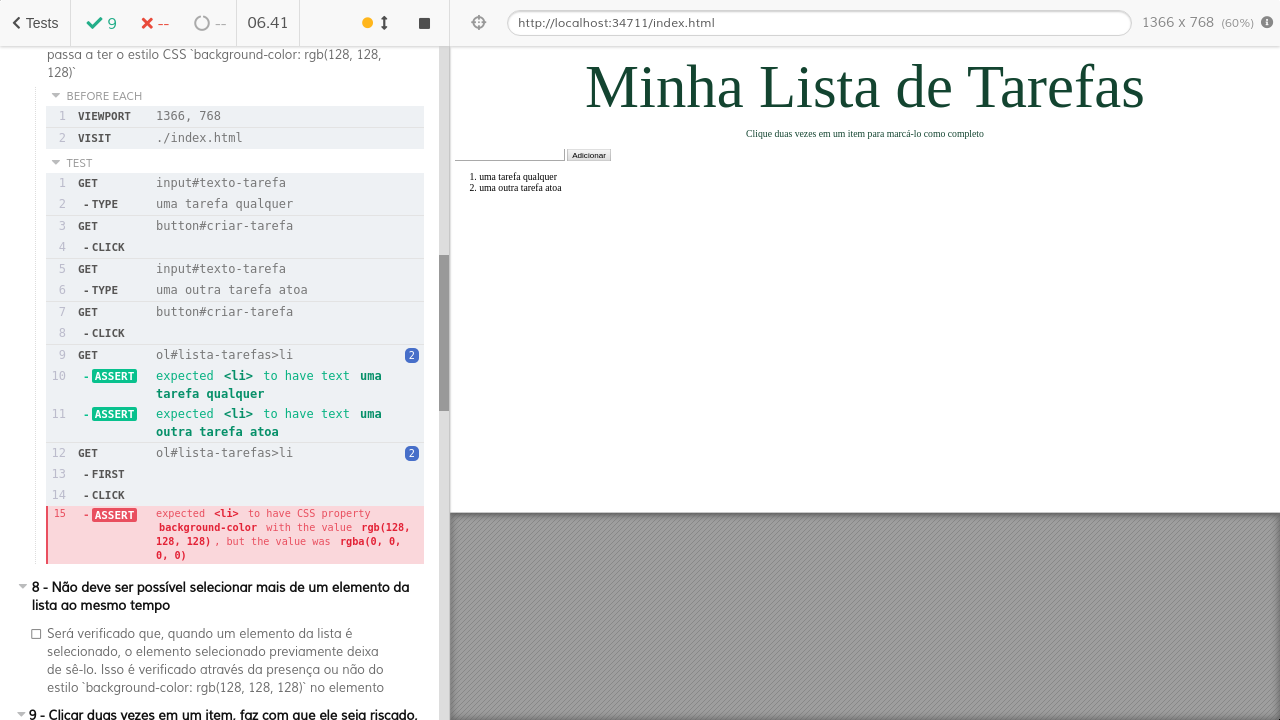 Tests
9
--
--
06.41
http://localhost:34711/index.html
1366 x 768 (60%)
passa a ter o estilo CSS `background-color: rgb(128, 128,
128)`
BEFORE EACH
1 VIEWPORT 1366, 768
2 VISIT ./index.html
TEST
1 GET input#texto-tarefa
2 -TYPE uma tarefa qualquer
3 GET button#criar-tarefa
4 -CLICK
5 GET input#texto-tarefa
6 -TYPE uma outra tarefa atoa
7 GET button#criar-tarefa
8 -CLICK
9 GET ol#lista-tarefas>li 2
10 -ASSERT expected <li> to have text uma
tarefa qualquer
11 -ASSERT expected <li> to have text uma
outra tarefa atoa
12 GET ol#lista-tarefas>li 2
13 -FIRST
14 -CLICK
15 -ASSERT expected <li> to have CSS property
background-color with the value rgb(128,
128, 128), but the value was rgba(0, 0,
0, 0)
8 - Não deve ser possível selecionar mais de um elemento da
lista ao mesmo tempo
Será verificado que, quando um elemento da lista é
selecionado, o elemento selecionado previamente deixa
de sê-lo. Isso é verificado através da presença ou não do
estilo `background-color: rgb(128, 128, 128)` no elemento
9 - Clicar duas vezes em um item, faz com que ele seja riscado,
Minha Lista de Tarefas
Clique duas vezes em um item para marcá-lo como completo
Adicionar
1. uma tarefa qualquer
2. uma outra tarefa atoa